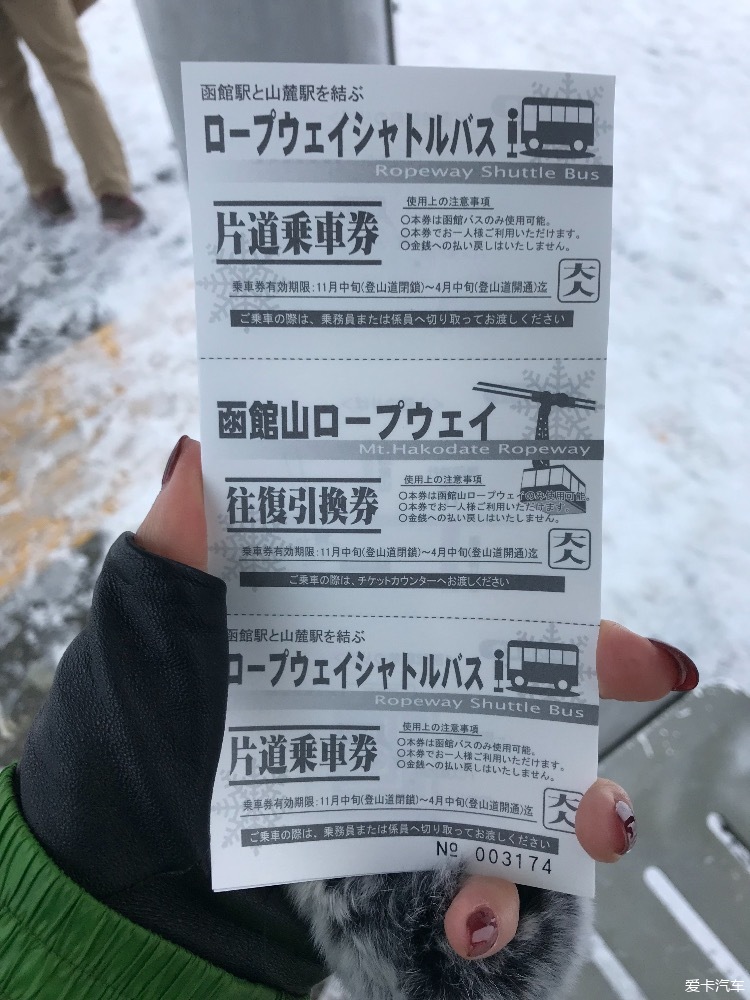 函館駅と山麓駅を結ぶ
ロープウェイシャトルバス
Ropeway Shuttle Bus
片道乗車券
使用上の注意事項
○本券は函館バスのみ使用可能。
○本券でお一人様ご利用いただけます。
○金銭への払い戻しはいたしません。
乗車券有効期限:11月中旬(登山道閉鎖)～4月中旬(登山道開通)迄
大人
ご乗車の際は、乗務員または係員へ切り取ってお渡しください
函館山ロープウェイ
Mt.Hakodate Ropeway
往復引換券
使用上の注意事項
○本券は函館山ロープウェイのみ使用可能。
○本券でお一人様ご利用いただけます
○金銭への払い戻しはいたしません。
乗車券有効期限:11月中旬(登山道閉鎖)～4月中旬(登山道開通)迄
大人
ご乗車の際は、チケットカウンターへお渡しください
函館駅と山麓駅を結ぶ
ロープウェイシャトルバス
Ropeway Shuttle Bus
片道乗車券
使用上の注意事項
○本券は函館バスのみ使用可能。
○本券でお一人様ご利用いただけます。
○金銭への払い戻しはいたしません。
乗車券有効期限:11月中旬(登山道閉鎖)～4月中旬(登山道開通)迄
大人
ご乗車の際は、乗務員または係員へ切り取ってお渡しください
№ 003174
爱卡汽车